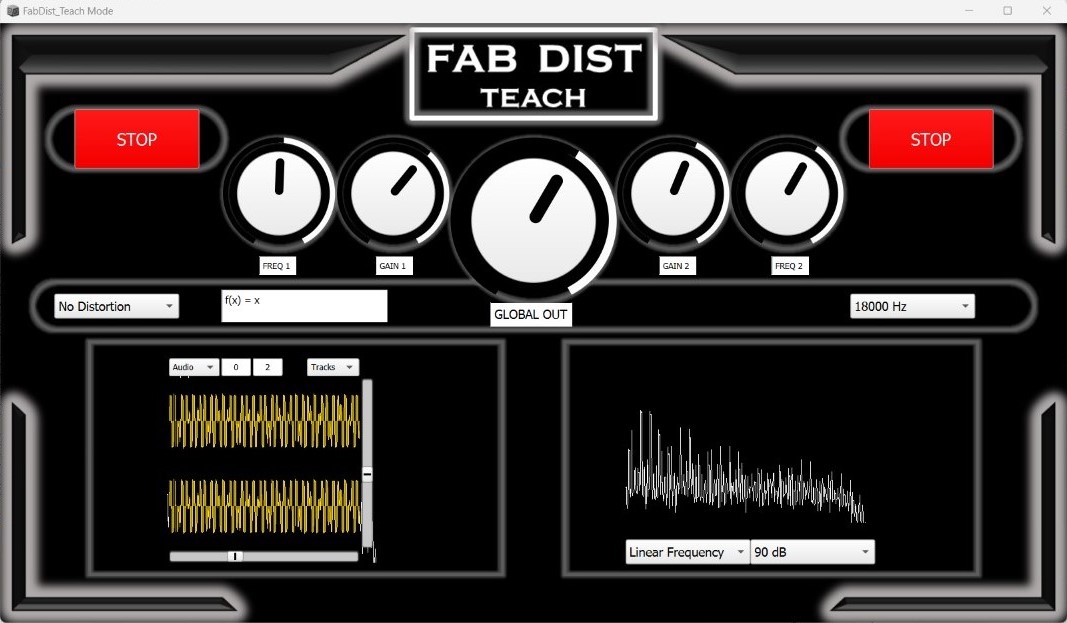 FabDist_Teach Mode
FAB DIST
TEACH
STOP
STOP
FREQ 1
GAIN 1
GAIN 2
FREQ 2
GLOBAL OUT
No Distortion
f(x) = x
18000 Hz
Audio
0
2
Tracks
Linear Frequency
90 dB